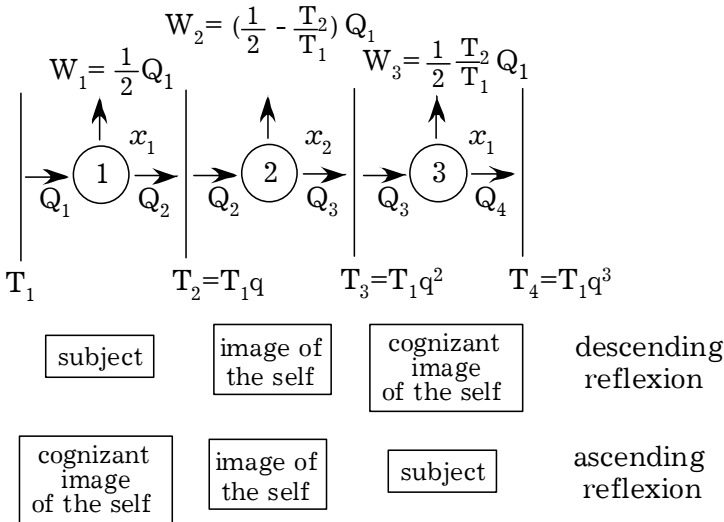 W₂= (1/2 - T₂/T₁) Q₁
W₁= 1/2 Q₁
W₃= 1/2 T₂/T₁ Q₁
x₁ x₂ x₁
1 2 3
Q₁ Q₂ Q₂ Q₃ Q₃ Q₄
T₁ T₂=T₁q T₃=T₁q² T₄=T₁q³
subject
image of
the self
cognizant
image
of the self
descending
reflexion
cognizant
image
of the self
image of
the self
subject
ascending
reflexion